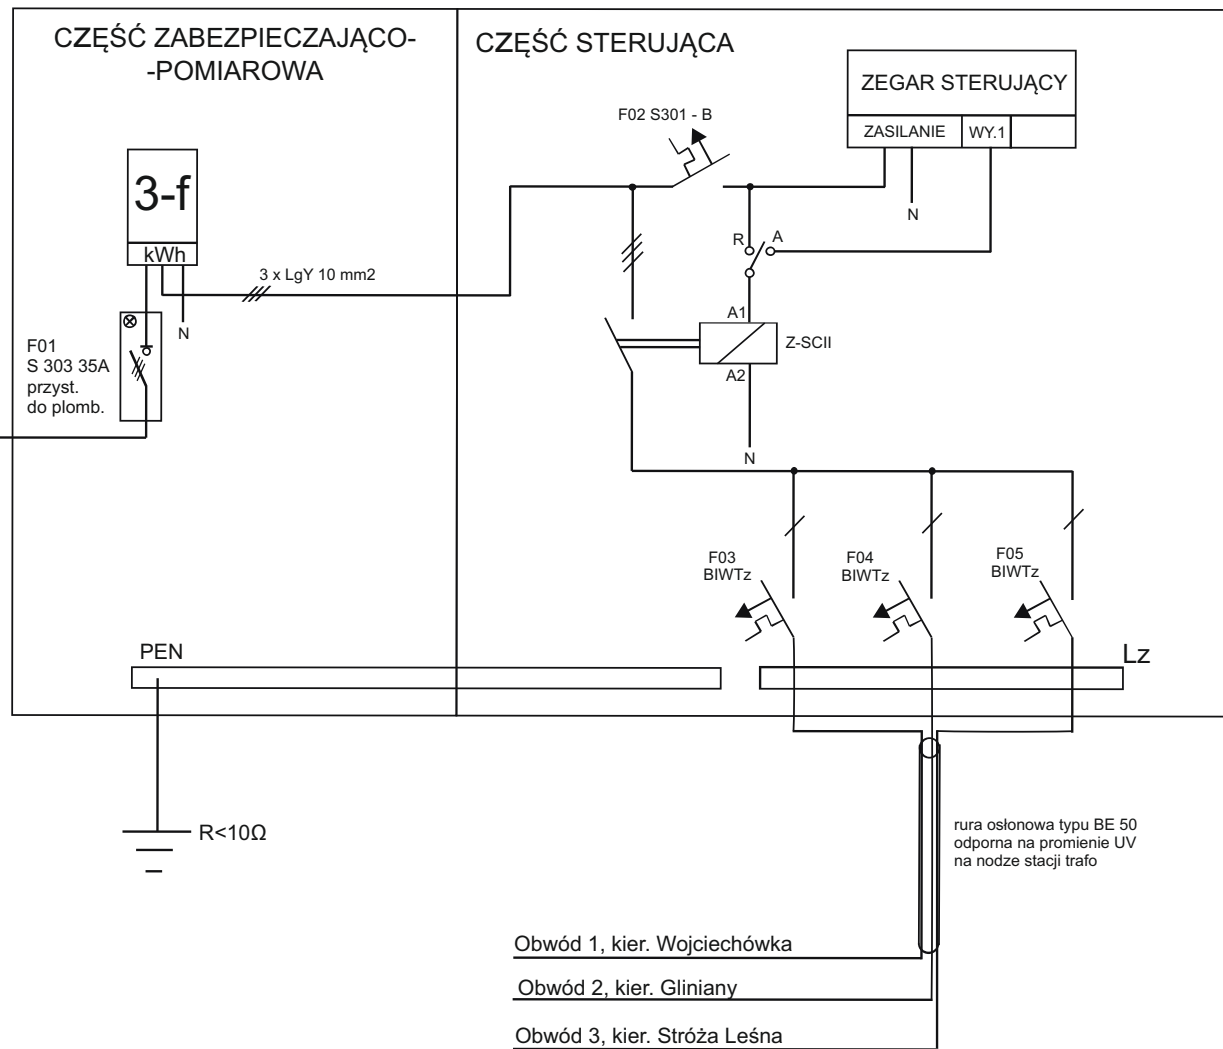 CZĘŚĆ ZABEZPIECZAJĄCO-
-POMIAROWA
CZĘŚĆ STERUJĄCA
ZEGAR STERUJĄCY
ZASILANIE
WY.1
N
F02 S301 - B
3-f
kWh
N
3 x LgY 10 mm2
F01
S 303 35A
przyst.
do plomb.
R
A
A1
Z-SCII
A2
N
F03
BIWTz
F04
BIWTz
F05
BIWTz
PEN
Lz
R<10Ω
rura osłonowa typu BE 50
odporna na promienie UV
na nodze stacji trafo
Obwód 1, kier. Wojciechówka
Obwód 2, kier. Gliniany
Obwód 3, kier. Stróża Leśna